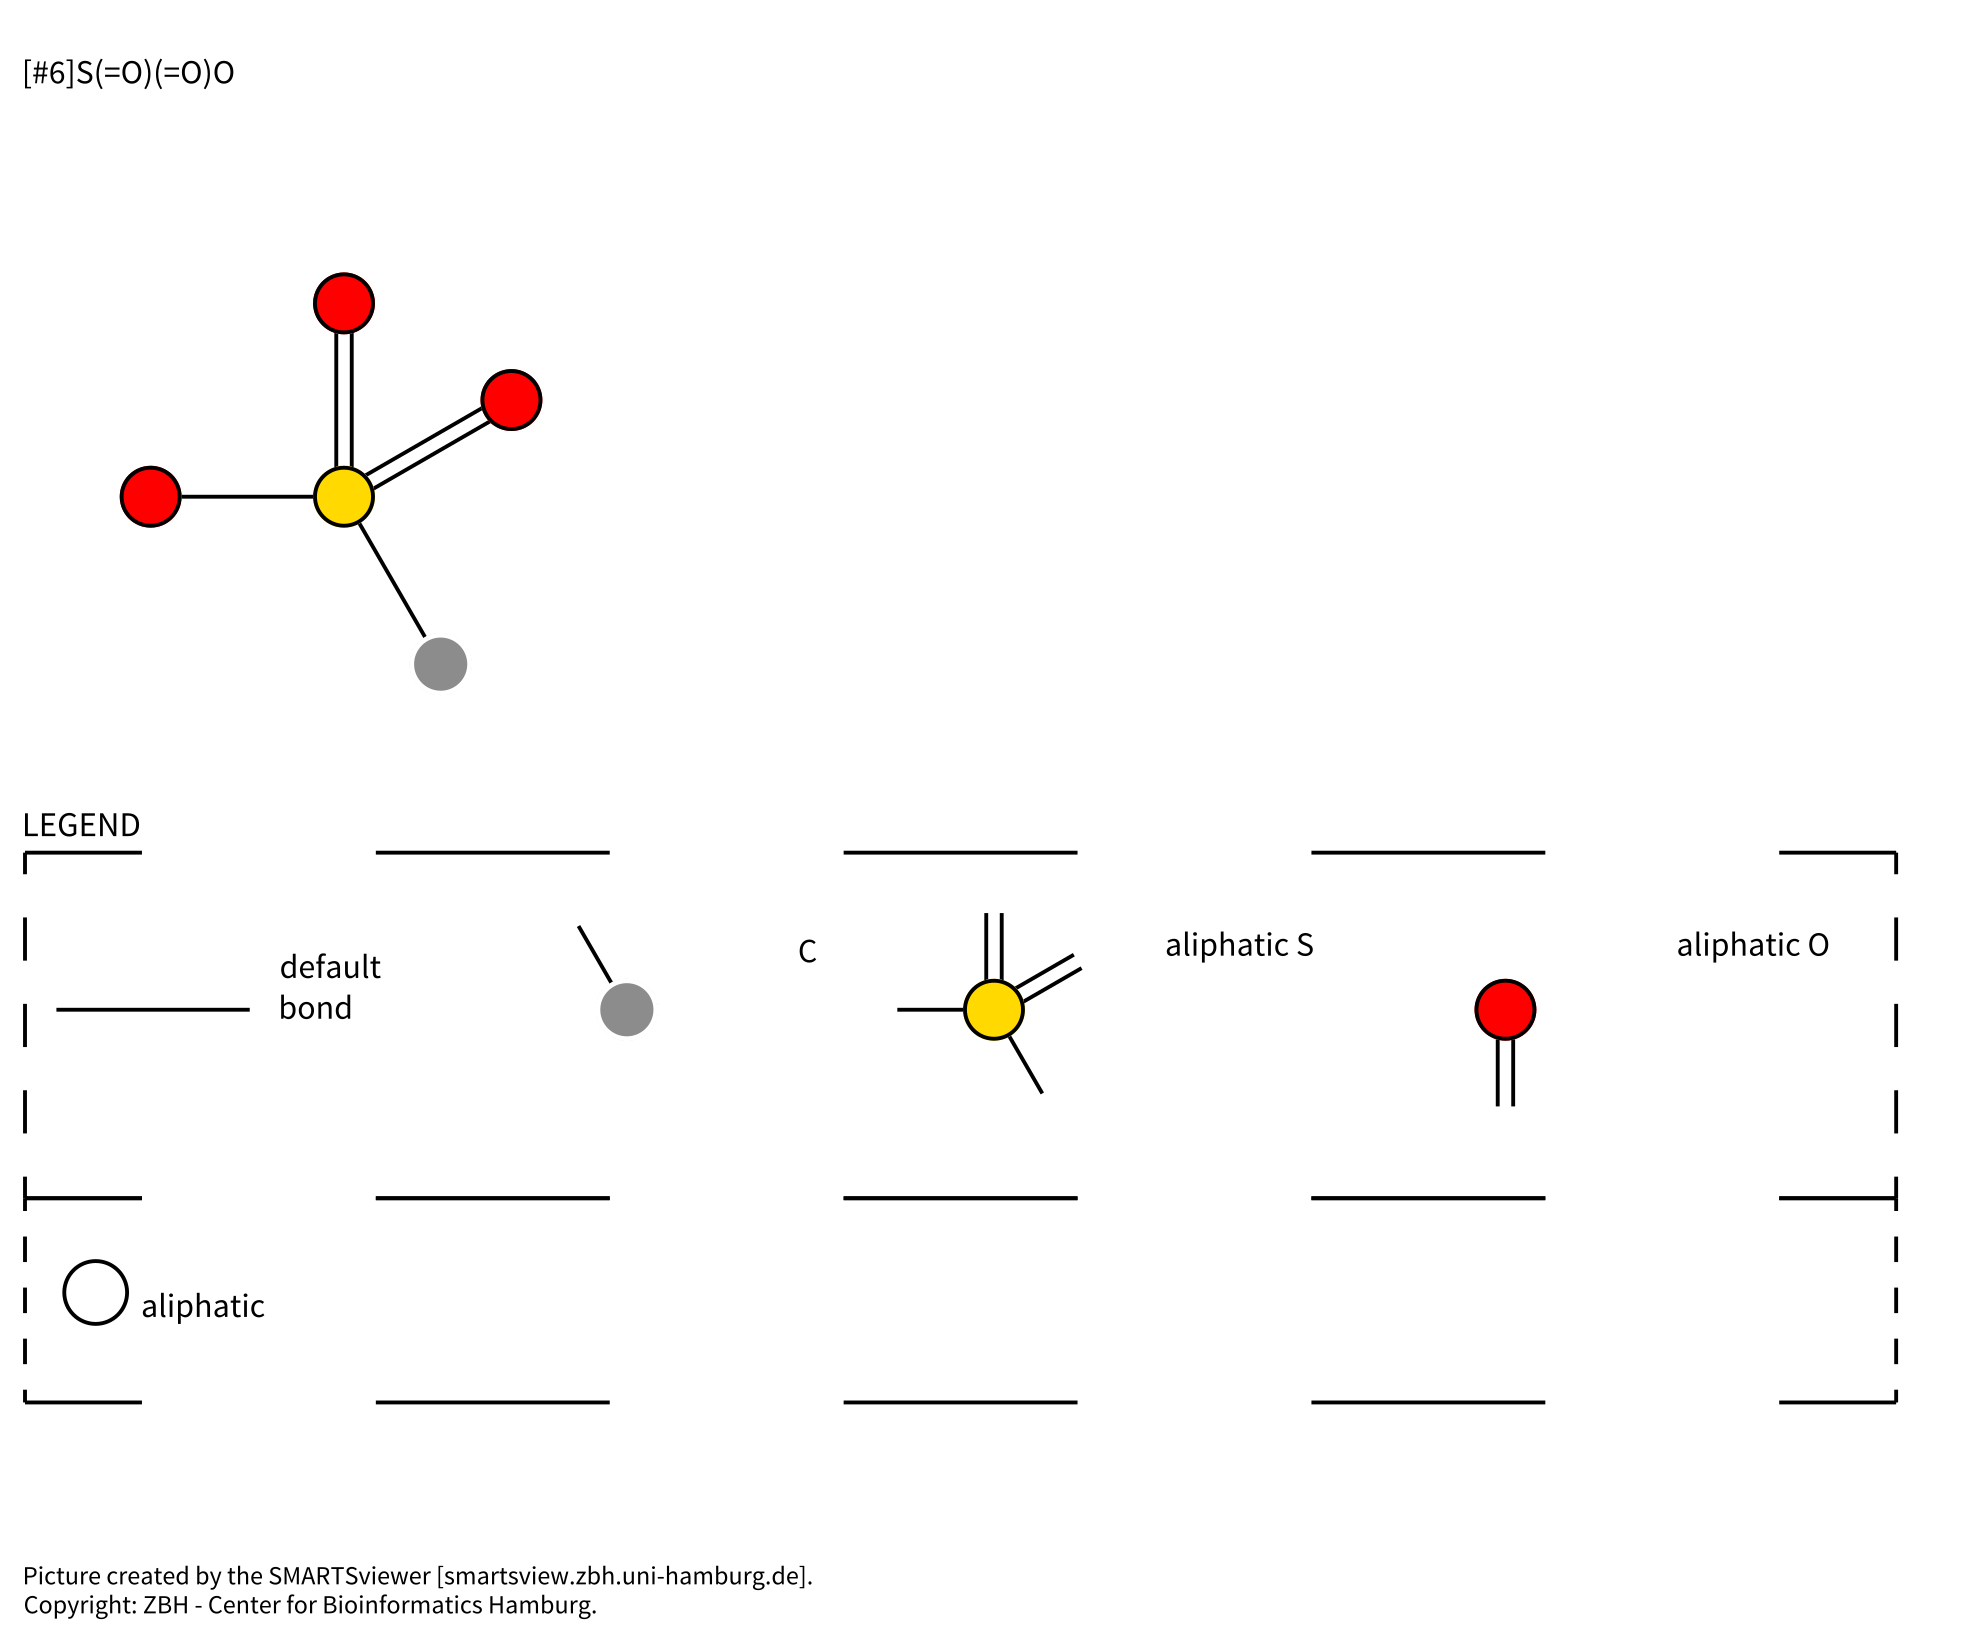 [#6]S(=O)(=O)O
LEGEND
default
bond
C
aliphatic S
aliphatic O
aliphatic
Picture created by the SMARTSviewer [smartsview.zbh.uni-hamburg.de].
Copyright: ZBH - Center for Bioinformatics Hamburg.